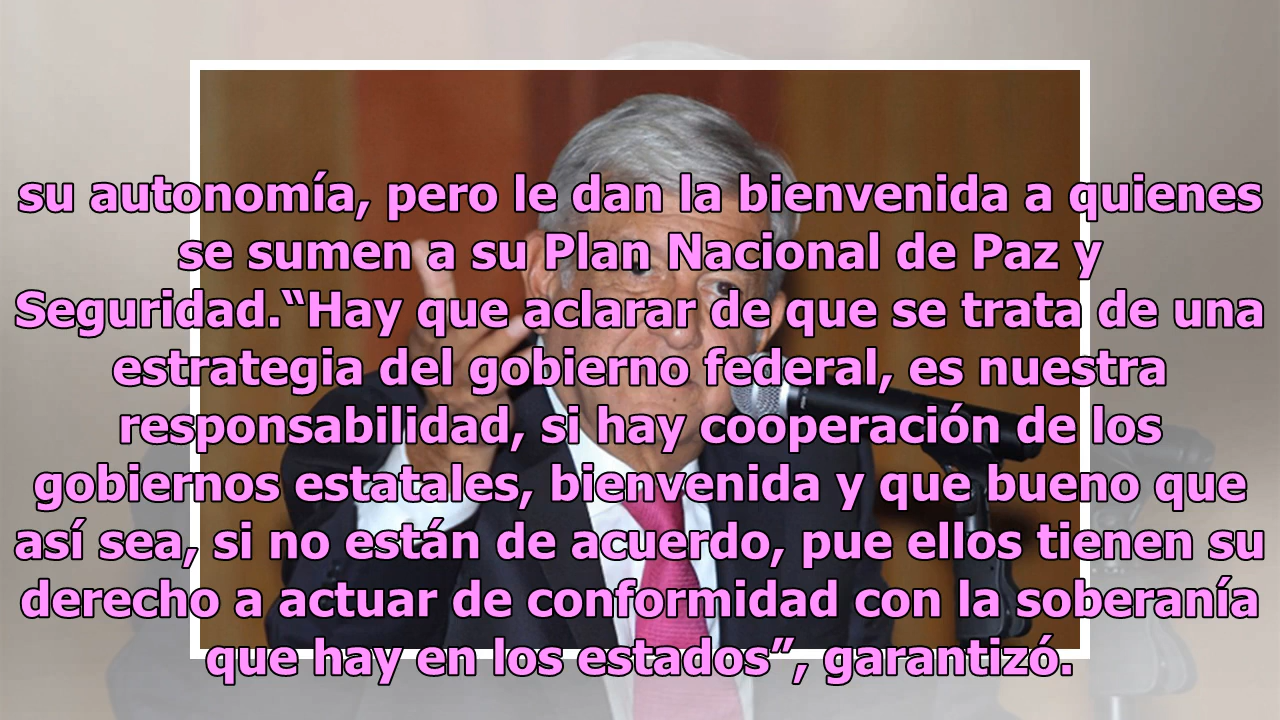 su autonomía, pero le dan la bienvenida a quienes
se sumen a su Plan Nacional de Paz y
Seguridad.“Hay que aclarar de que se trata de una
estrategia del gobierno federal, es nuestra
responsabilidad, si hay cooperación de los
gobiernos estatales, bienvenida y que bueno que
así sea, si no están de acuerdo, pue ellos tienen su
derecho a actuar de conformidad con la soberanía
que hay en los estados”, garantizó.